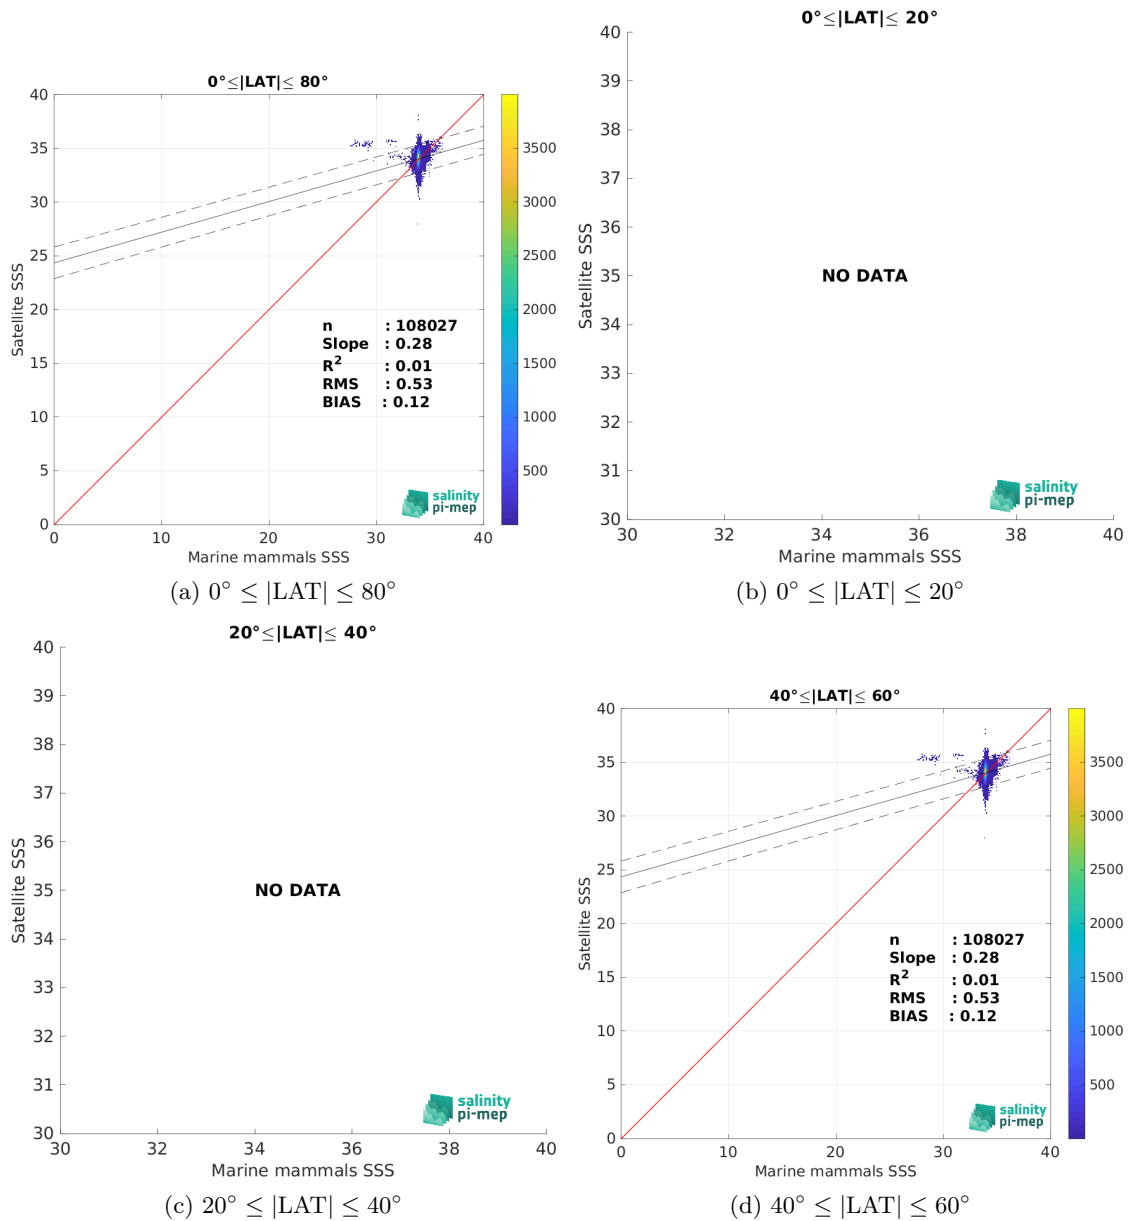 0°≤|LAT|≤ 80°
40
35
30
25
20
15
10
5
0
0
10
20
30
40
Satellite SSS
Marine mammals SSS
n : 108027
Slope : 0.28
R² : 0.01
RMS : 0.53
BIAS : 0.12
3500
3000
2500
2000
1500
1000
500
salinity
pi-mep
(a) 0° ≤ |LAT| ≤ 80°
0°≤|LAT|≤ 20°
40
39
38
37
36
35
34
33
32
31
30
30
32
34
36
38
40
Satellite SSS
Marine mammals SSS
NO DATA
salinity
pi-mep
(b) 0° ≤ |LAT| ≤ 20°
20°≤|LAT|≤ 40°
40
39
38
37
36
35
34
33
32
31
30
30
32
34
36
38
40
Satellite SSS
Marine mammals SSS
NO DATA
salinity
pi-mep
(c) 20° ≤ |LAT| ≤ 40°
40°≤|LAT|≤ 60°
40
35
30
25
20
15
10
5
0
0
10
20
30
40
Satellite SSS
Marine mammals SSS
n : 108027
Slope : 0.28
R² : 0.01
RMS : 0.53
BIAS : 0.12
3500
3000
2500
2000
1500
1000
500
salinity
pi-mep
(d) 40° ≤ |LAT| ≤ 60°